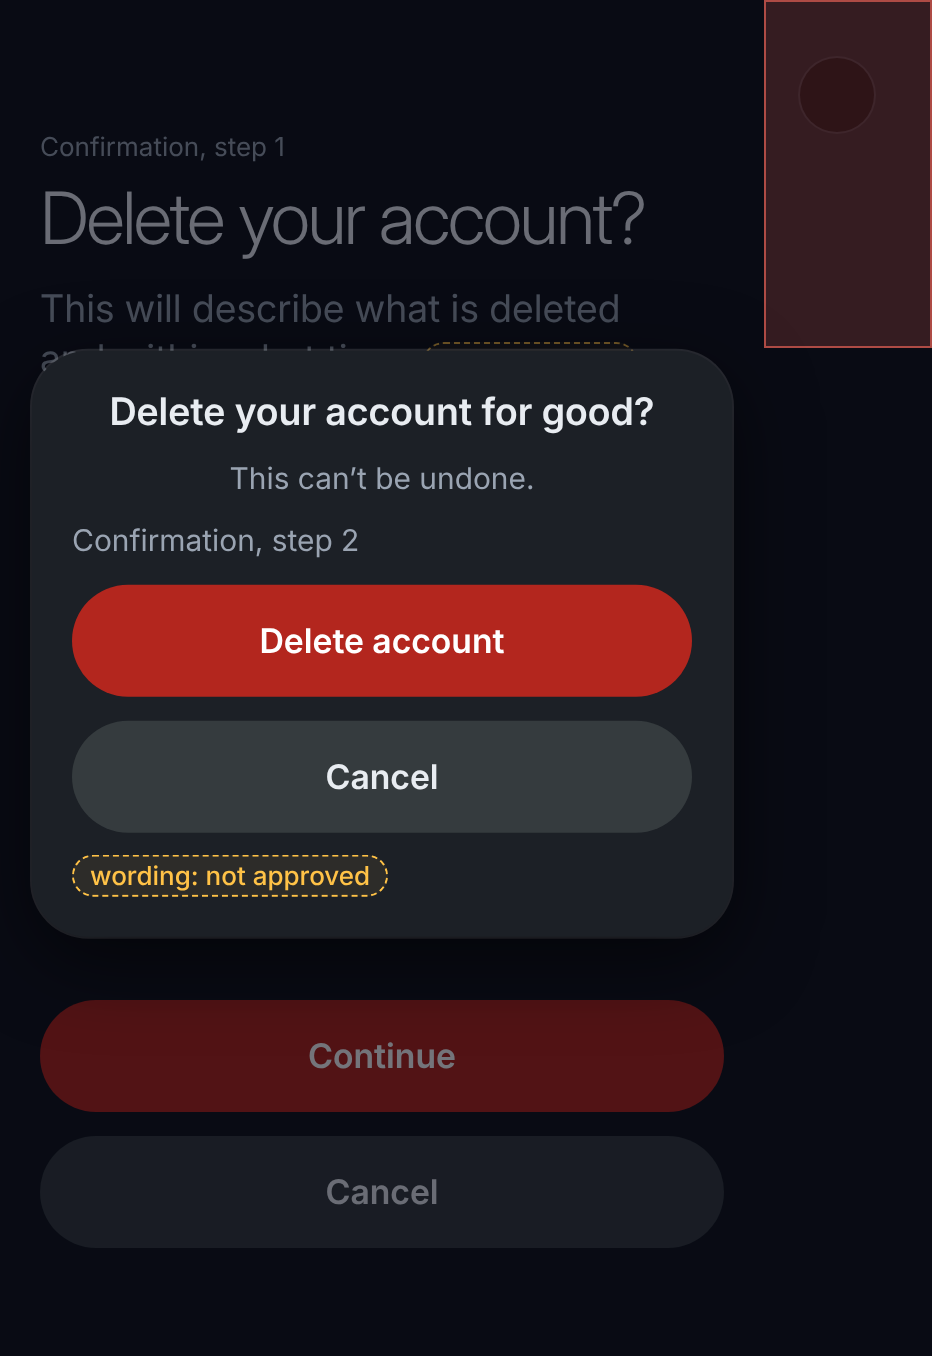 Confirmation, step 1
Delete your account?
This will describe what is deleted
Delete your account for good?
This can’t be undone.
Confirmation, step 2
Delete account
Cancel
wording: not approved
Continue
Cancel